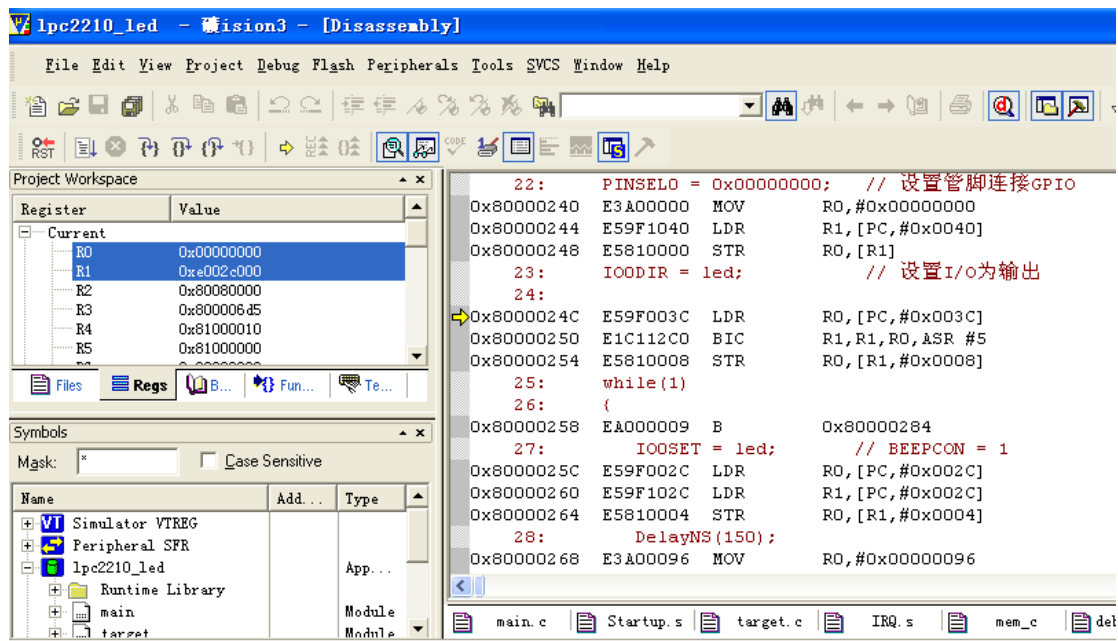 lpc2210_led - 礦ision3 - [Disassembly]
File Edit View Project Debug Flash Peripherals Tools SVCS Window Help
RST CODE
Project Workspace
Register Value
Current
R0 0x00000000
R1 0xe002c000
R2 0x80080000
R3 0x800006d5
R4 0x81000010
R5 0x81000000
Files Regs B... Fun... Te...
Symbols
Mask: * Case Sensitive
Name Add... Type
VT Simulator VTREG
Peripheral SFR
lpc2210_led App...
Runtime Library
main Module
target Module
22: PINSEL0 = 0x00000000; // 设置管脚连接GPIO
0x80000240 E3A00000 MOV R0,#0x00000000
0x80000244 E59F1040 LDR R1,[PC,#0x0040]
0x80000248 E5810000 STR R0,[R1]
23: IO0DIR = led; // 设置I/O为输出
24:
0x8000024C E59F003C LDR R0,[PC,#0x003C]
0x80000250 E1C112C0 BIC R1,R1,R0,ASR #5
0x80000254 E5810008 STR R0,[R1,#0x0008]
25: while(1)
26: {
0x80000258 EA000009 B 0x80000284
27: IO0SET = led; // BEEPCON = 1
0x8000025C E59F002C LDR R0,[PC,#0x002C]
0x80000260 E59F102C LDR R1,[PC,#0x002C]
0x80000264 E5810004 STR R0,[R1,#0x0004]
28: DelayNS(150);
0x80000268 E3A00096 MOV R0,#0x00000096
main.c Startup.s target.c IRQ.s mem_c